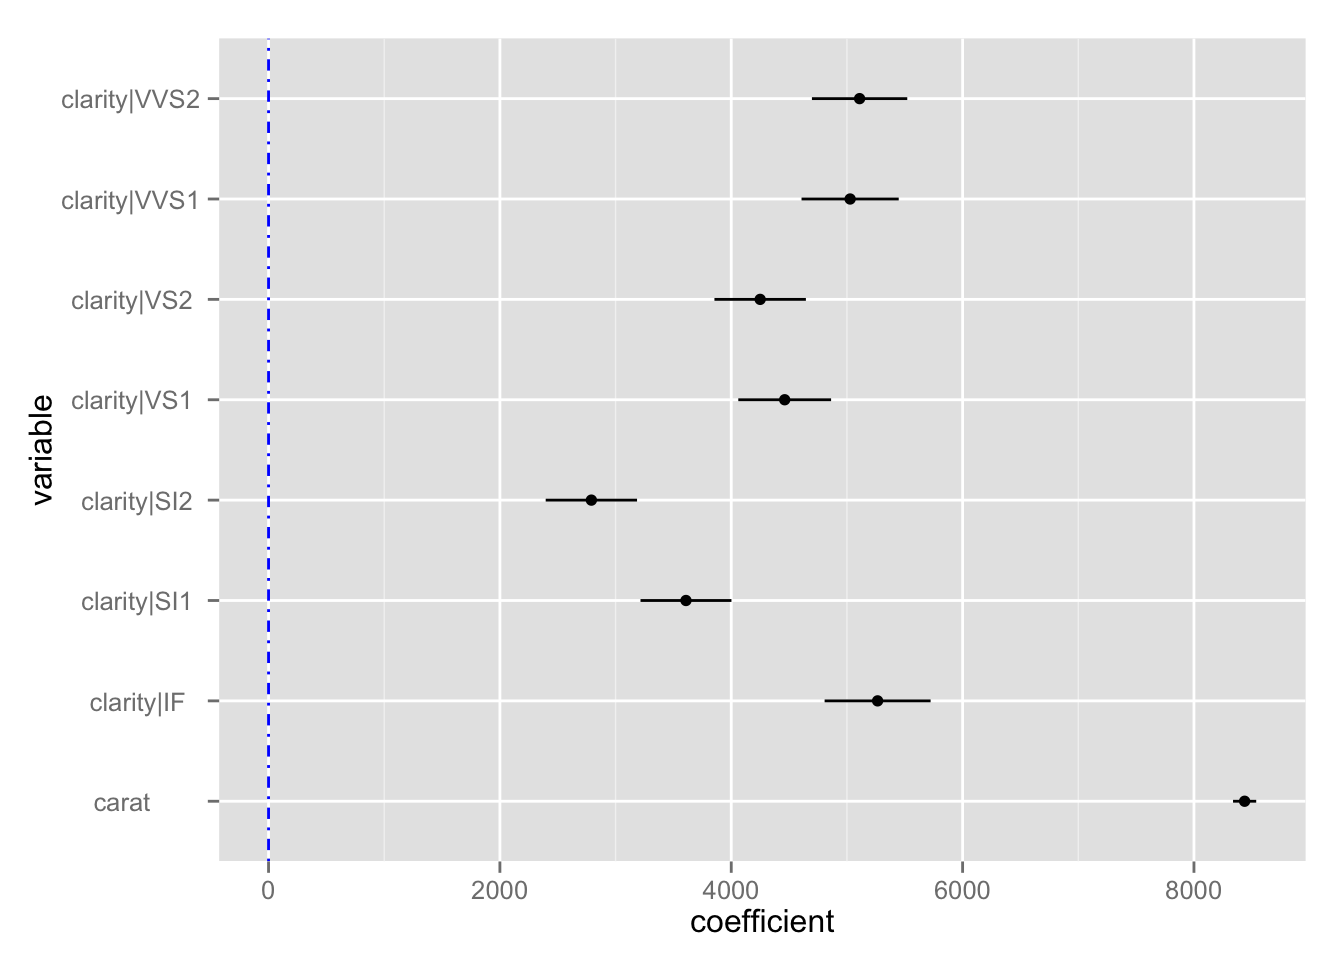 clarity|VVS2
clarity|VVS1
clarity|VS2
clarity|VS1
clarity|SI2
clarity|SI1
clarity|IF
carat
variable
0 2000 4000 6000 8000
coefficient